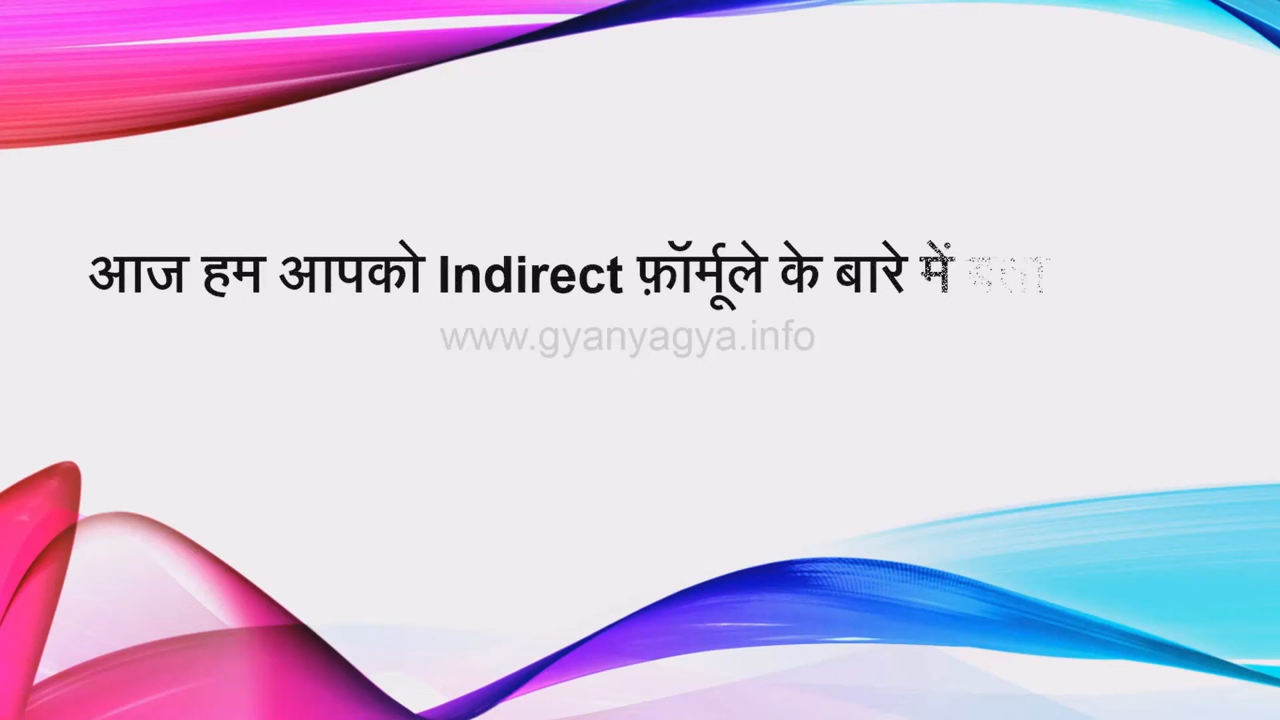 आज हम आपको Indirect फ़ॉर्मूले के बारे में
www.gyanyagya.info